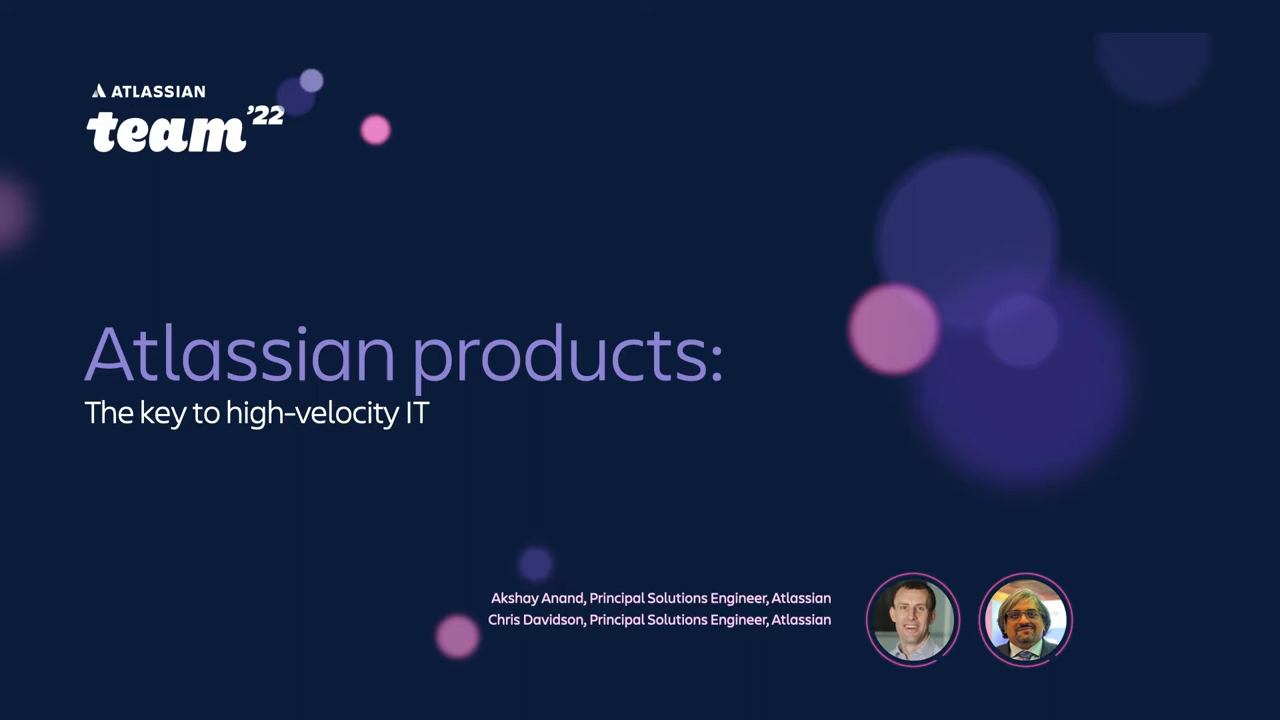 ATLASSIAN
team'22
Atlassian products:
The key to high-velocity IT
Akshay Anand, Principal Solutions Engineer, Atlassian
Chris Davidson, Principal Solutions Engineer, Atlassian